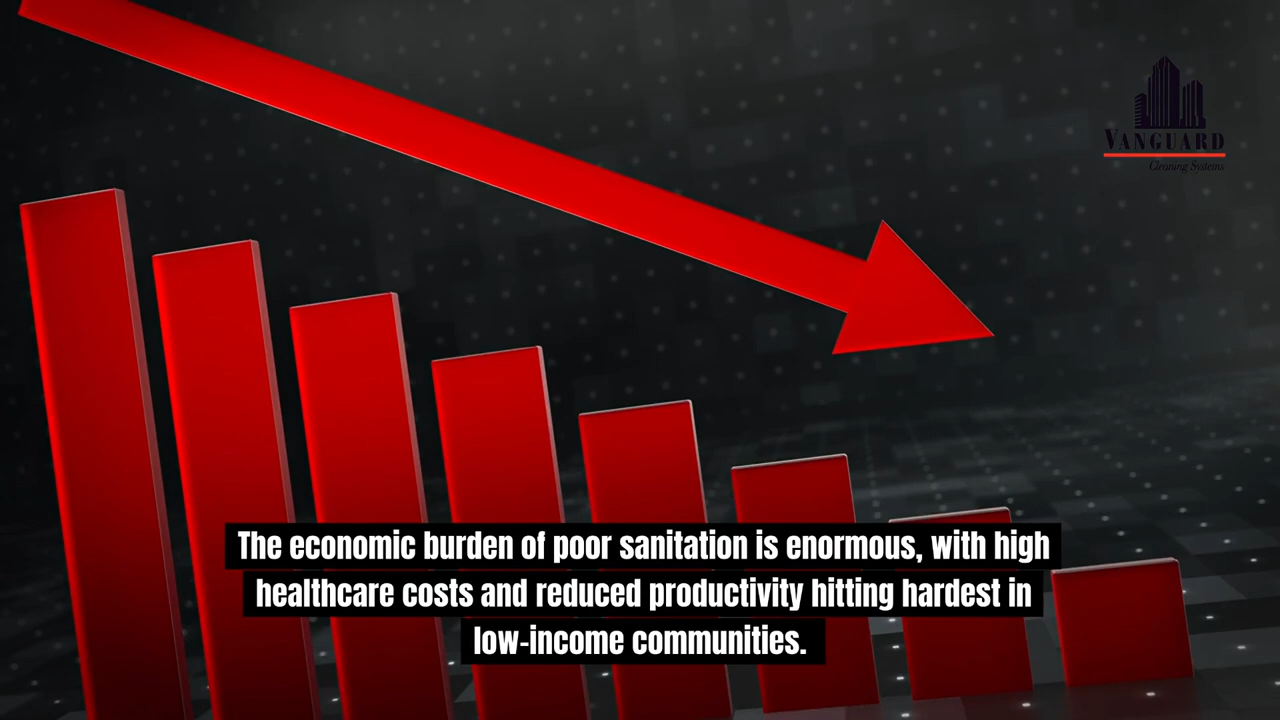 VANGUARD
Cleaning Systems
The economic burden of poor sanitation is enormous, with high
healthcare costs and reduced productivity hitting hardest in
low-income communities.